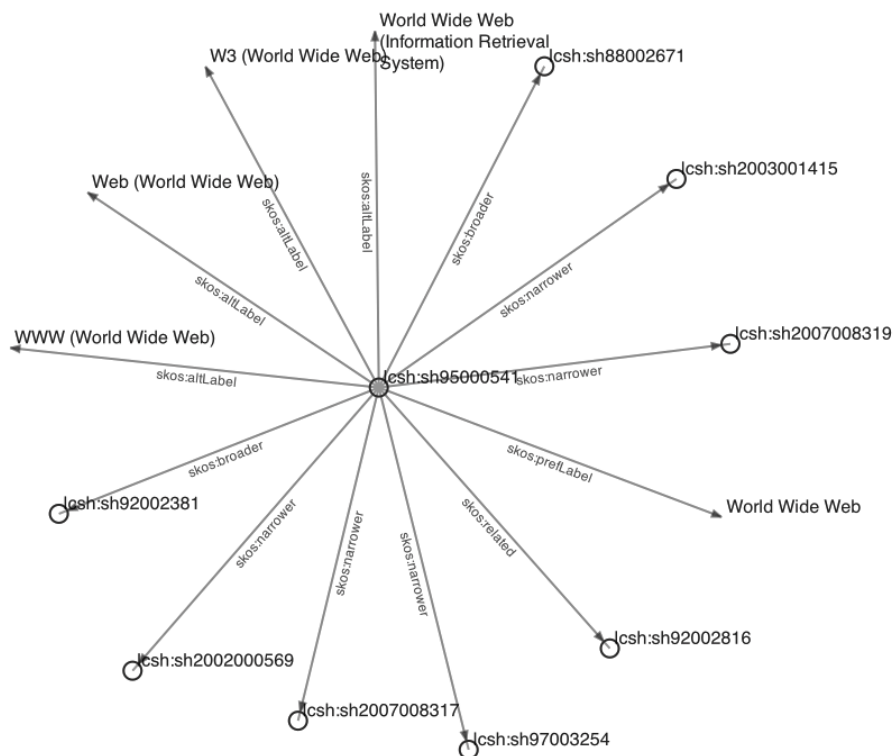 World Wide Web
(Information Retrieval
System)
W3 (World Wide Web)
lcsh:sh88002671
lcsh:sh2003001415
Web (World Wide Web)
skos:altLabel
skos:altLabel
skos:broader
skos:altLabel
skos:narrower
WWW (World Wide Web)
lcsh:sh2007008319
skos:altLabel
lcsh:sh95000541
skos:narrower
skos:broader
skos:prefLabel
lcsh:sh92002381
World Wide Web
skos:narrower
skos:narrower
skos:narrower
skos:related
lcsh:sh92002816
lcsh:sh2002000569
lcsh:sh2007008317
lcsh:sh97003254